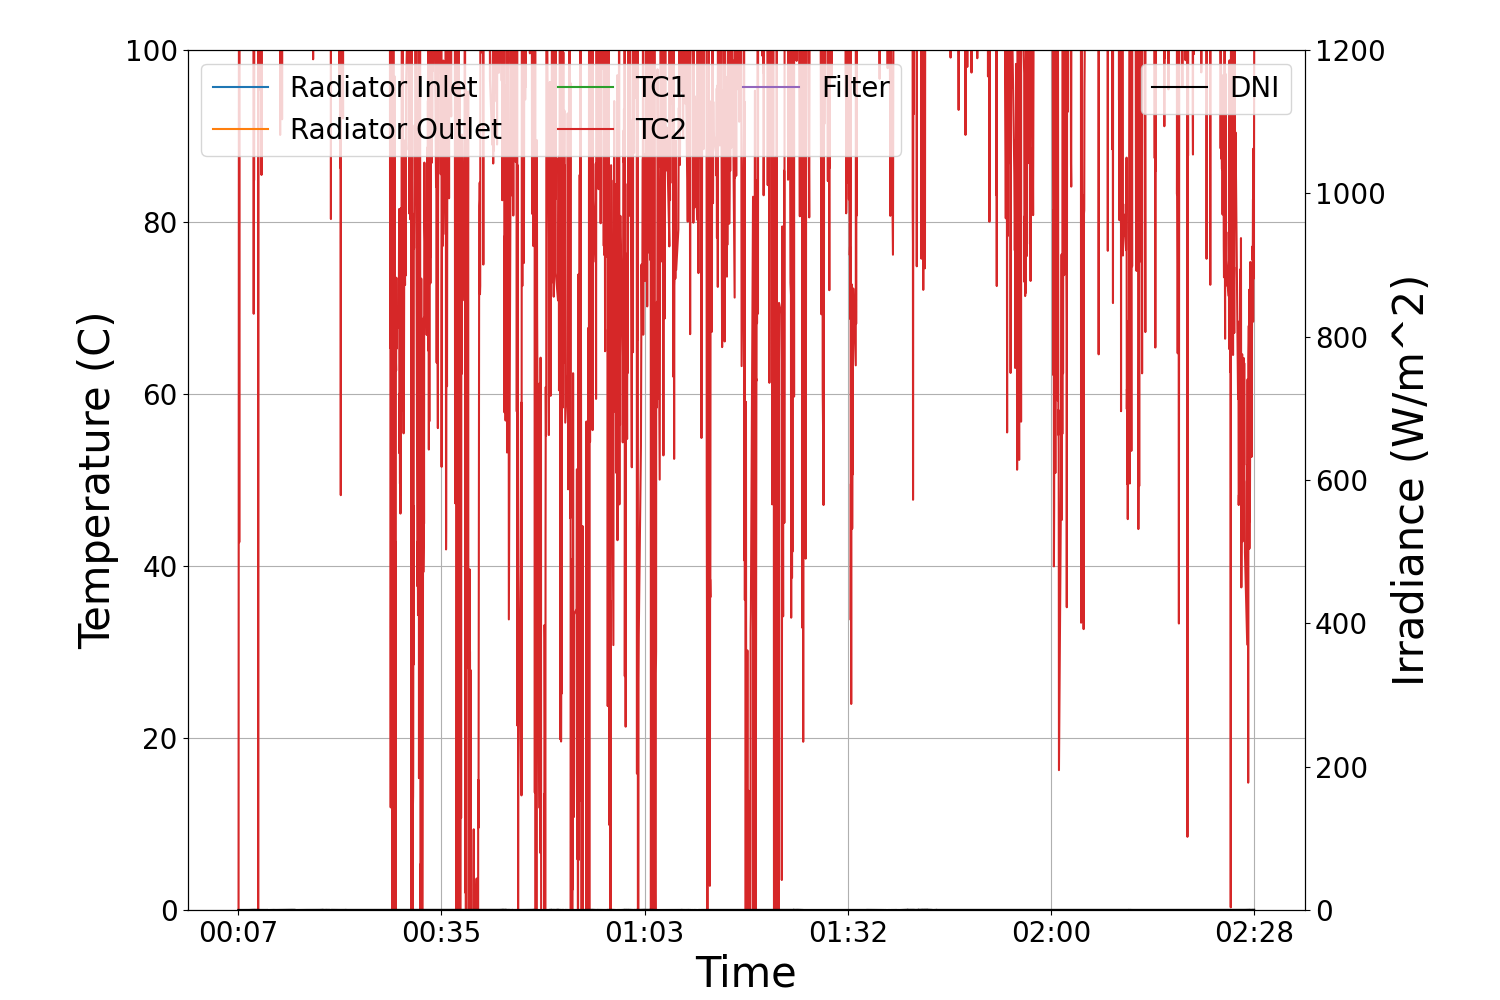 100
80
60
40
20
0
Temperature (C)
Radiator Inlet
Radiator Outlet
TC1
TC2
Filter
DNI
1200
1000
800
600
400
200
0
Irradiance (W/m^2)
00:07 00:35 01:03 01:32 02:00 02:28
Time